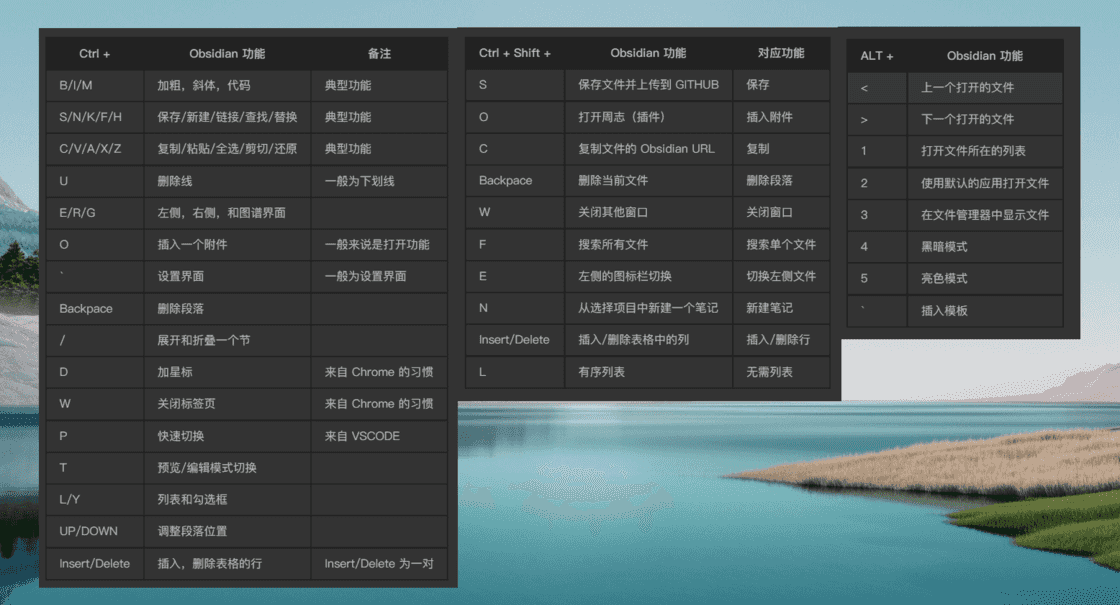 Ctrl + Obsidian 功能 备注
B/I/M 加粗，斜体，代码 典型功能
S/N/K/F/H 保存/新建/链接/查找/替换 典型功能
C/V/A/X/Z 复制/粘贴/全选/剪切/还原 典型功能
U 删除线 一般为下划线
E/R/G 左侧，右侧，和图谱界面
O 插入一个附件 一般来说是打开功能
` 设置界面 一般为设置界面
Backpace 删除段落
/ 展开和折叠一个节
D 加星标 来自 Chrome 的习惯
W 关闭标签页 来自 Chrome 的习惯
P 快速切换 来自 VSCODE
T 预览/编辑模式切换
L/Y 列表和勾选框
UP/DOWN 调整段落位置
Insert/Delete 插入，删除表格的行 Insert/Delete 为一对
Ctrl + Shift + Obsidian 功能 对应功能
S 保存文件并上传到 GITHUB 保存
O 打开周志（插件） 插入附件
C 复制文件的 Obsidian URL 复制
Backpace 删除当前文件 删除段落
W 关闭其他窗口 关闭窗口
F 搜索所有文件 搜索单个文件
E 左侧的图标栏切换 切换左侧文件
N 从选择项目中新建一个笔记 新建笔记
Insert/Delete 插入/删除表格中的列 插入/删除行
L 有序列表 无需列表
ALT + Obsidian 功能
< 上一个打开的文件
> 下一个打开的文件
1 打开文件所在的列表
2 使用默认的应用打开文件
3 在文件管理器中显示文件
4 黑暗模式
5 亮色模式
` 插入模板